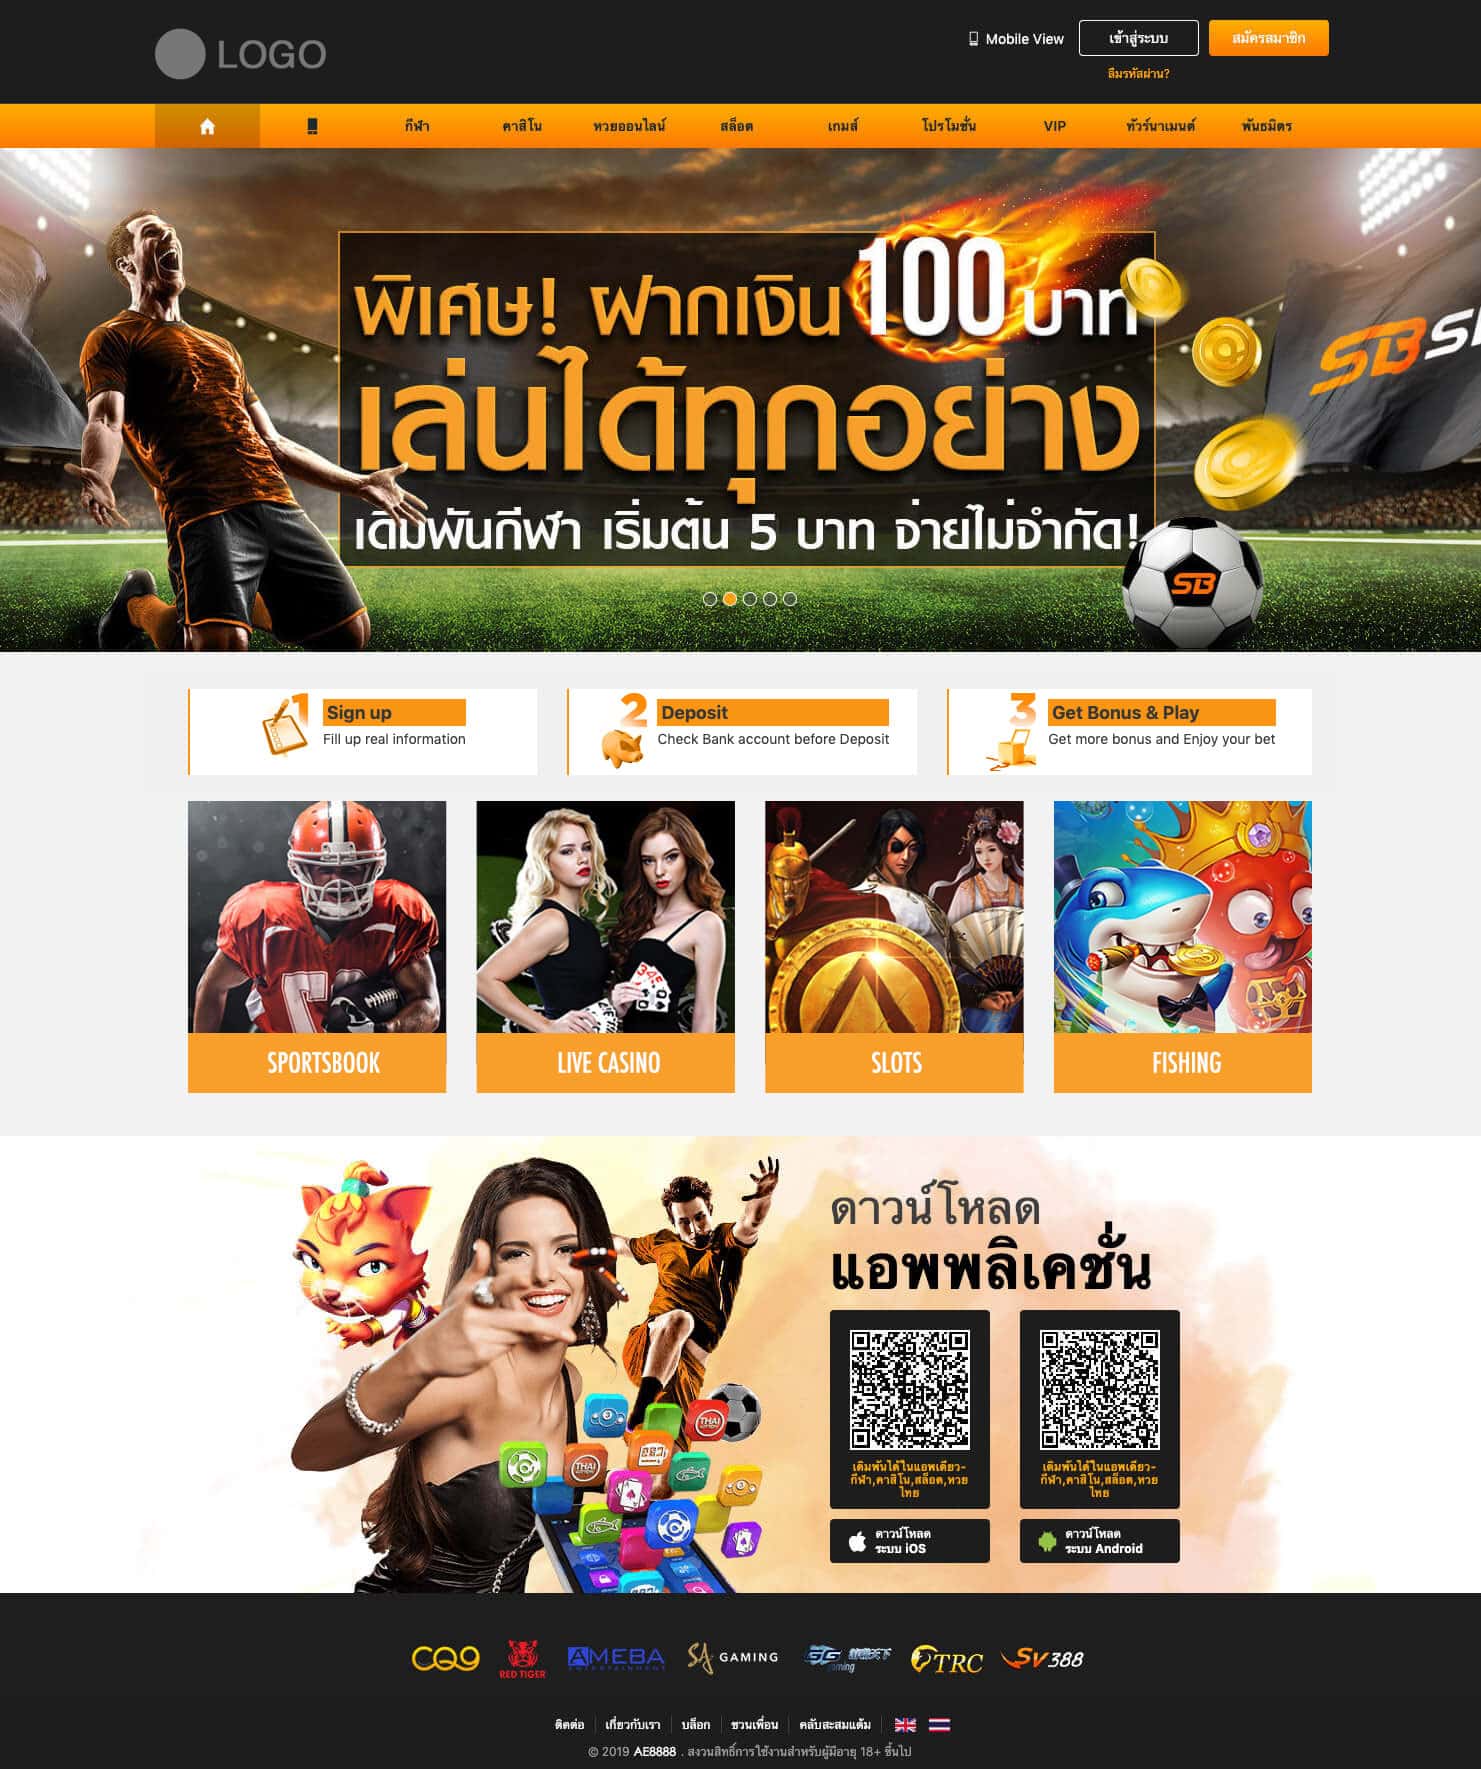 LOGO
Mobile View
เข้าสู่ระบบ
สมัครสมาชิก
ลืมรหัสผ่าน?
กีฬา
คาสิโน
หวยออนไลน์
สล็อต
เกมส์
โปรโมชั่น
VIP
ทัวร์นาเมนต์
พันธมิตร
พิเศษ! ฝากเงิน 100 บาท
เล่นได้ทุกอย่าง
เดิมพันกีฬา เริ่มต้น 5 บาท จ่ายไม่จำกัด!
SB
SB
1
Sign up
Fill up real information
2
Deposit
Check Bank account before Deposit
3
Get Bonus & Play
Get more bonus and Enjoy your bet
SPORTSBOOK
LIVE CASINO
SLOTS
FISHING
ดาวน์โหลด
แอพพลิเคชั่น
THAI
THAI
เดิมพันได้ในแอพเดียว-
กีฬา,คาสิโน,สล็อต,หวย
ไทย
เดิมพันได้ในแอพเดียว-
กีฬา,คาสิโน,สล็อต,หวย
ไทย
ดาวน์โหลด
ระบบ iOS
ดาวน์โหลด
ระบบ Android
CQ9
RED TIGER
AMEBA
ENTERTAINMENT
SA GAMING
GG gaming
TRC
SV388
ติดต่อ
เกี่ยวกับเรา
บล็อก
ชวนเพื่อน
คลับสะสมแต้ม
© 2019 AE8888 . สงวนสิทธิ์การใช้งานสำหรับผู้มีอายุ 18+ ขึ้นไป